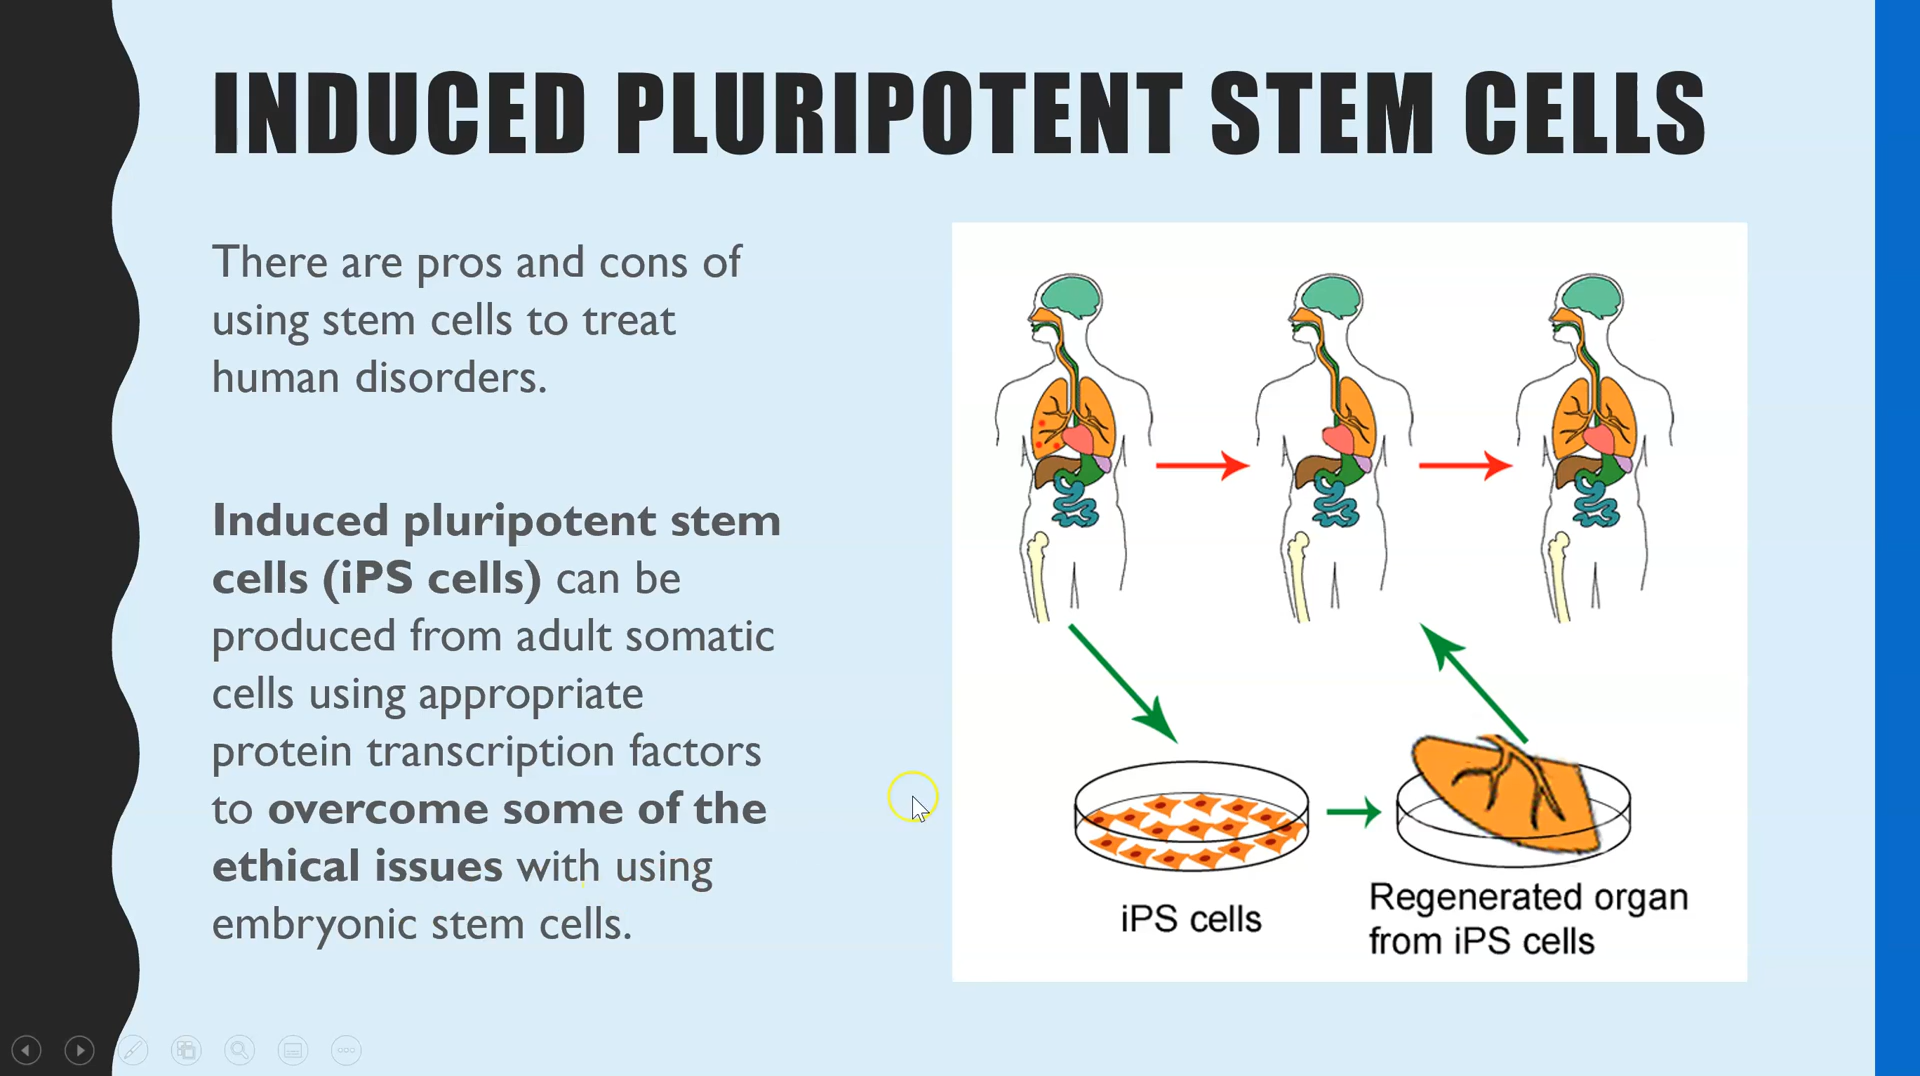 INDUCED PLURIPOTENT STEM CELLS
There are pros and cons of
using stem cells to treat
human disorders.
Induced pluripotent stem
cells (iPS cells) can be
produced from adult somatic
cells using appropriate
protein transcription factors
to overcome some of the
ethical issues with using
embryonic stem cells.
iPS cells
Regenerated organ
from iPS cells